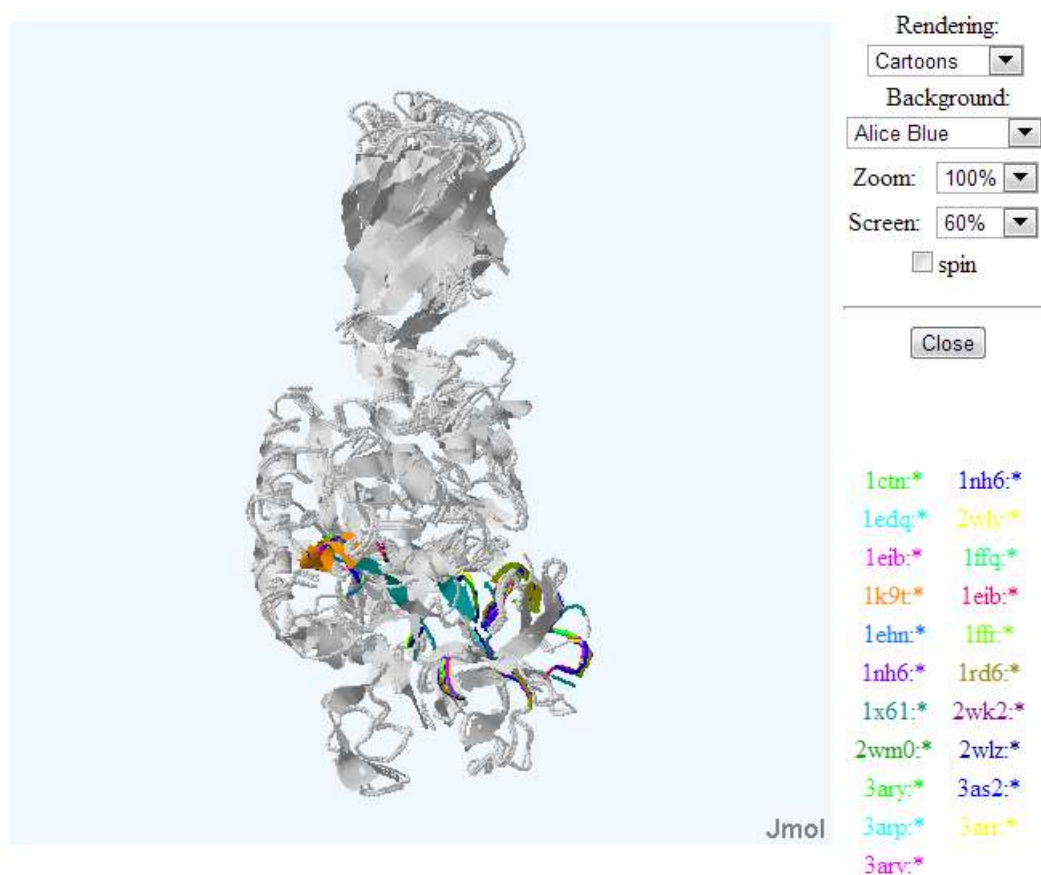 Rendering:
Cartoons
Background:
Alice Blue
Zoom: 100%
Screen: 60%
spin
Close
1ctn:* 1nh6:*
1edq:* 2wly:*
1eib:* 1ffq:*
1k9t:* 1eib:*
1ehn:* 1ffr:*
1nh6:* 1rd6:*
1x61:* 2wk2:*
2wm0:* 2wlz:*
3ary:* 3as2:*
3arp:* 3arr:*
3arv:*
Jmol